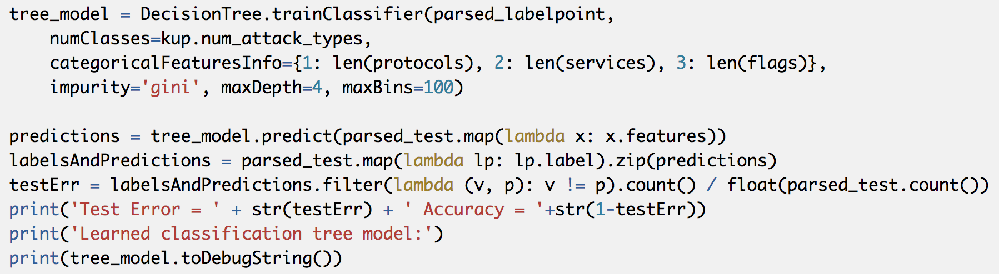 tree_model = DecisionTree.trainClassifier(parsed_labelpoint,
    numClasses=kup.num_attack_types,
    categoricalFeaturesInfo={1: len(protocols), 2: len(services), 3: len(flags)},
    impurity='gini', maxDepth=4, maxBins=100)

predictions = tree_model.predict(parsed_test.map(lambda x: x.features))
labelsAndPredictions = parsed_test.map(lambda lp: lp.label).zip(predictions)
testErr = labelsAndPredictions.filter(lambda (v, p): v != p).count() / float(parsed_test.count())
print('Test Error = ' + str(testErr) + ' Accuracy = '+str(1-testErr))
print('Learned classification tree model:')
print(tree_model.toDebugString())